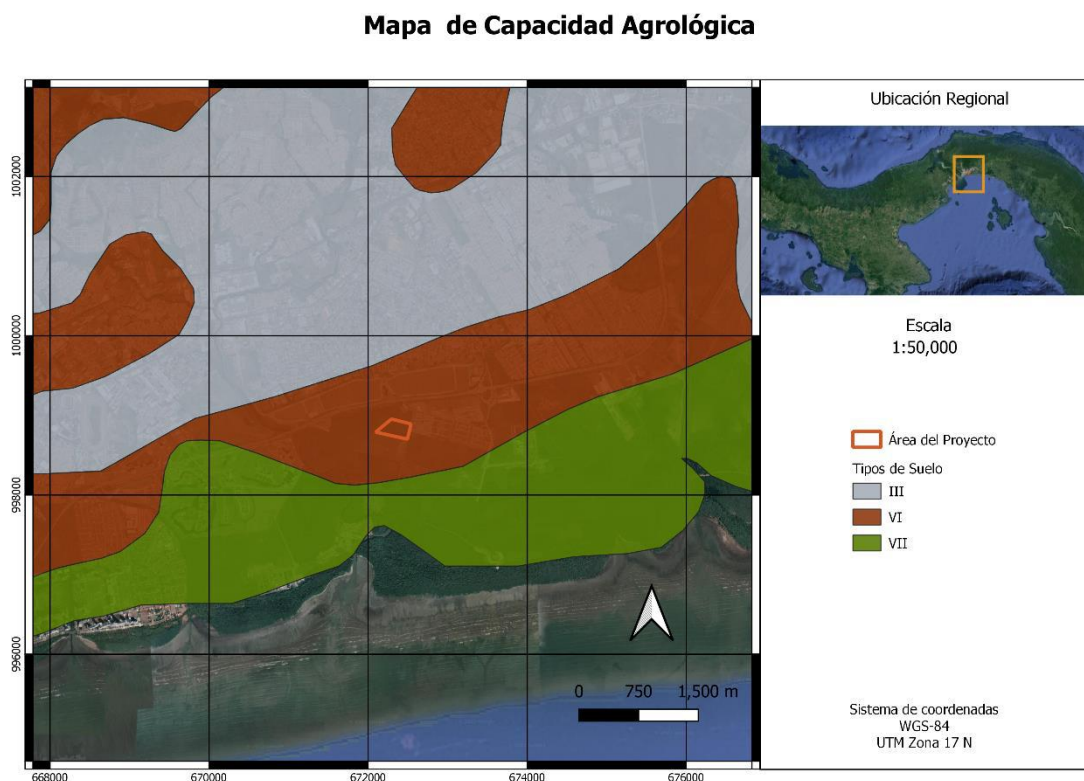 Mapa de Capacidad Agrológica
Ubicación Regional
1002000
1000000
998000
996000
Escala
1:50,000
Área del Proyecto
Tipos de Suelo
III
VI
VII
0 750 1,500 m
Sistema de coordenadas
WGS-84
UTM Zona 17 N
668000 670000 672000 674000 676000